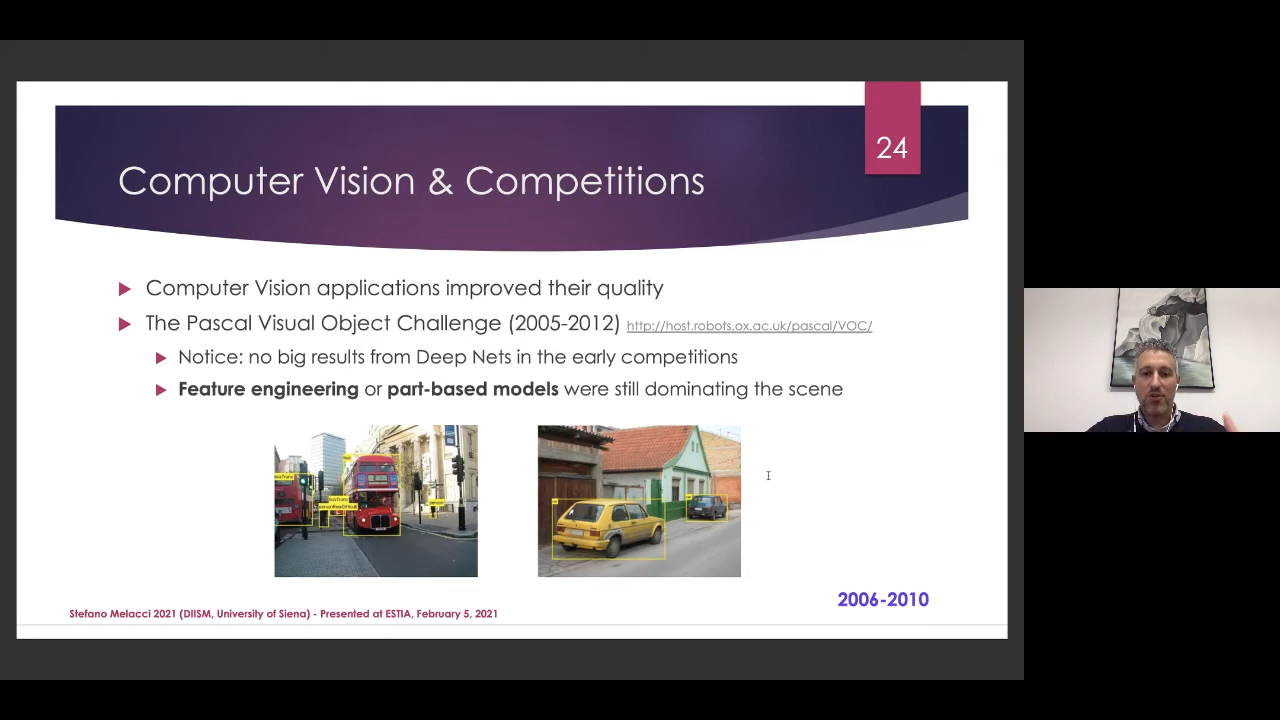 24
Computer Vision & Competitions
Computer Vision applications improved their quality
The Pascal Visual Object Challenge (2005-2012) http://host.robots.ox.ac.uk/pascal/VOC/
Notice: no big results from Deep Nets in the early competitions
Feature engineering or part-based models were still dominating the scene
2006-2010
Stefano Melacci 2021 (DIISM, University of Siena) - Presented at ESTIA, February 5, 2021